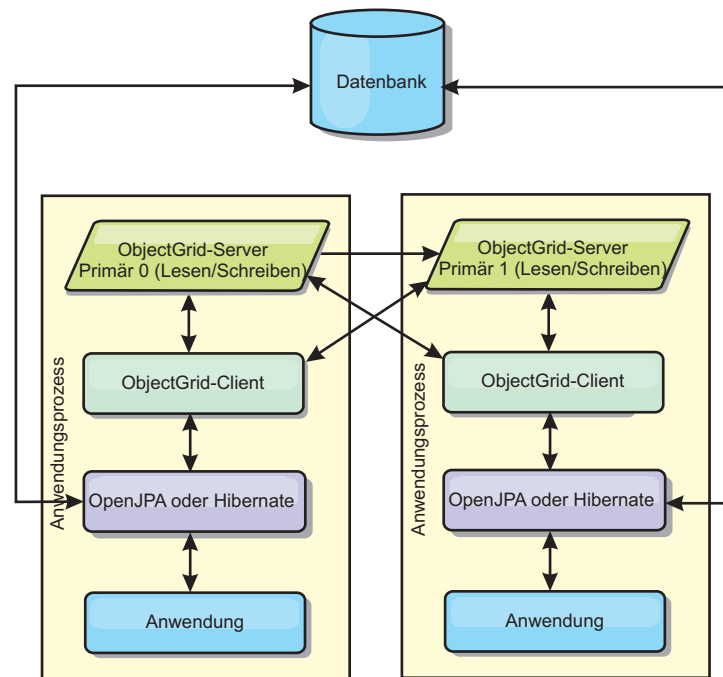 Datenbank
ObjectGrid-Server
Primär 0 (Lesen/Schreiben)
ObjectGrid-Client
OpenJPA oder Hibernate
Anwendung
Anwendungsprozess
ObjectGrid-Server
Primär 1 (Lesen/Schreiben)
ObjectGrid-Client
OpenJPA oder Hibernate
Anwendung
Anwendungsprozess